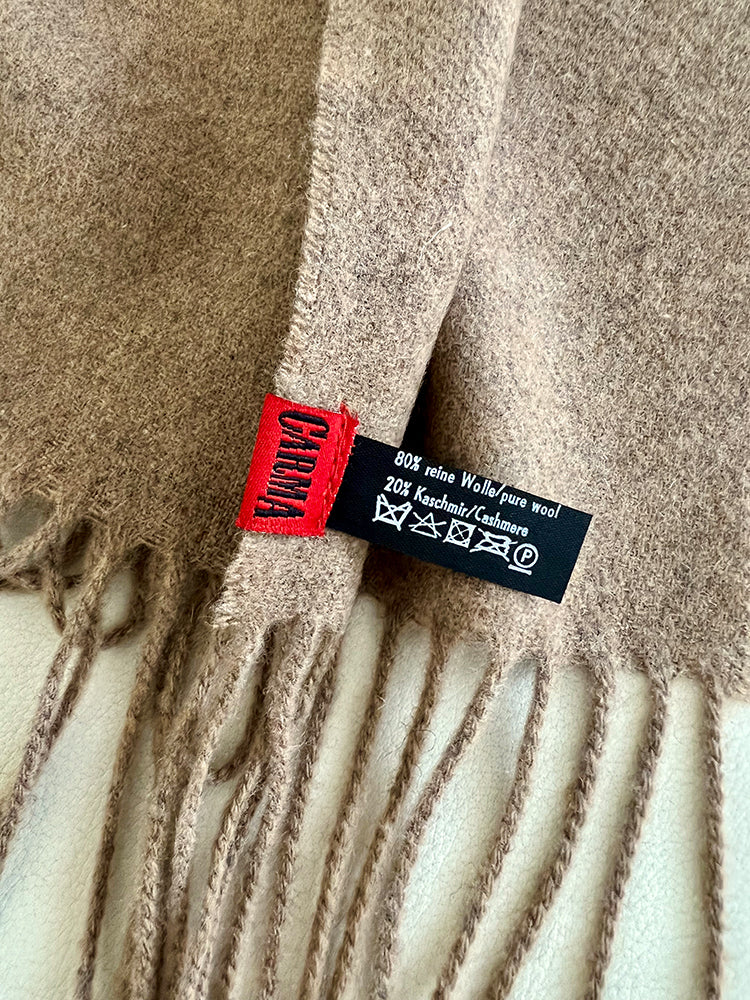 CARMA
80% reine Wolle/pure wool
20% Kaschmir/Cashmere
P